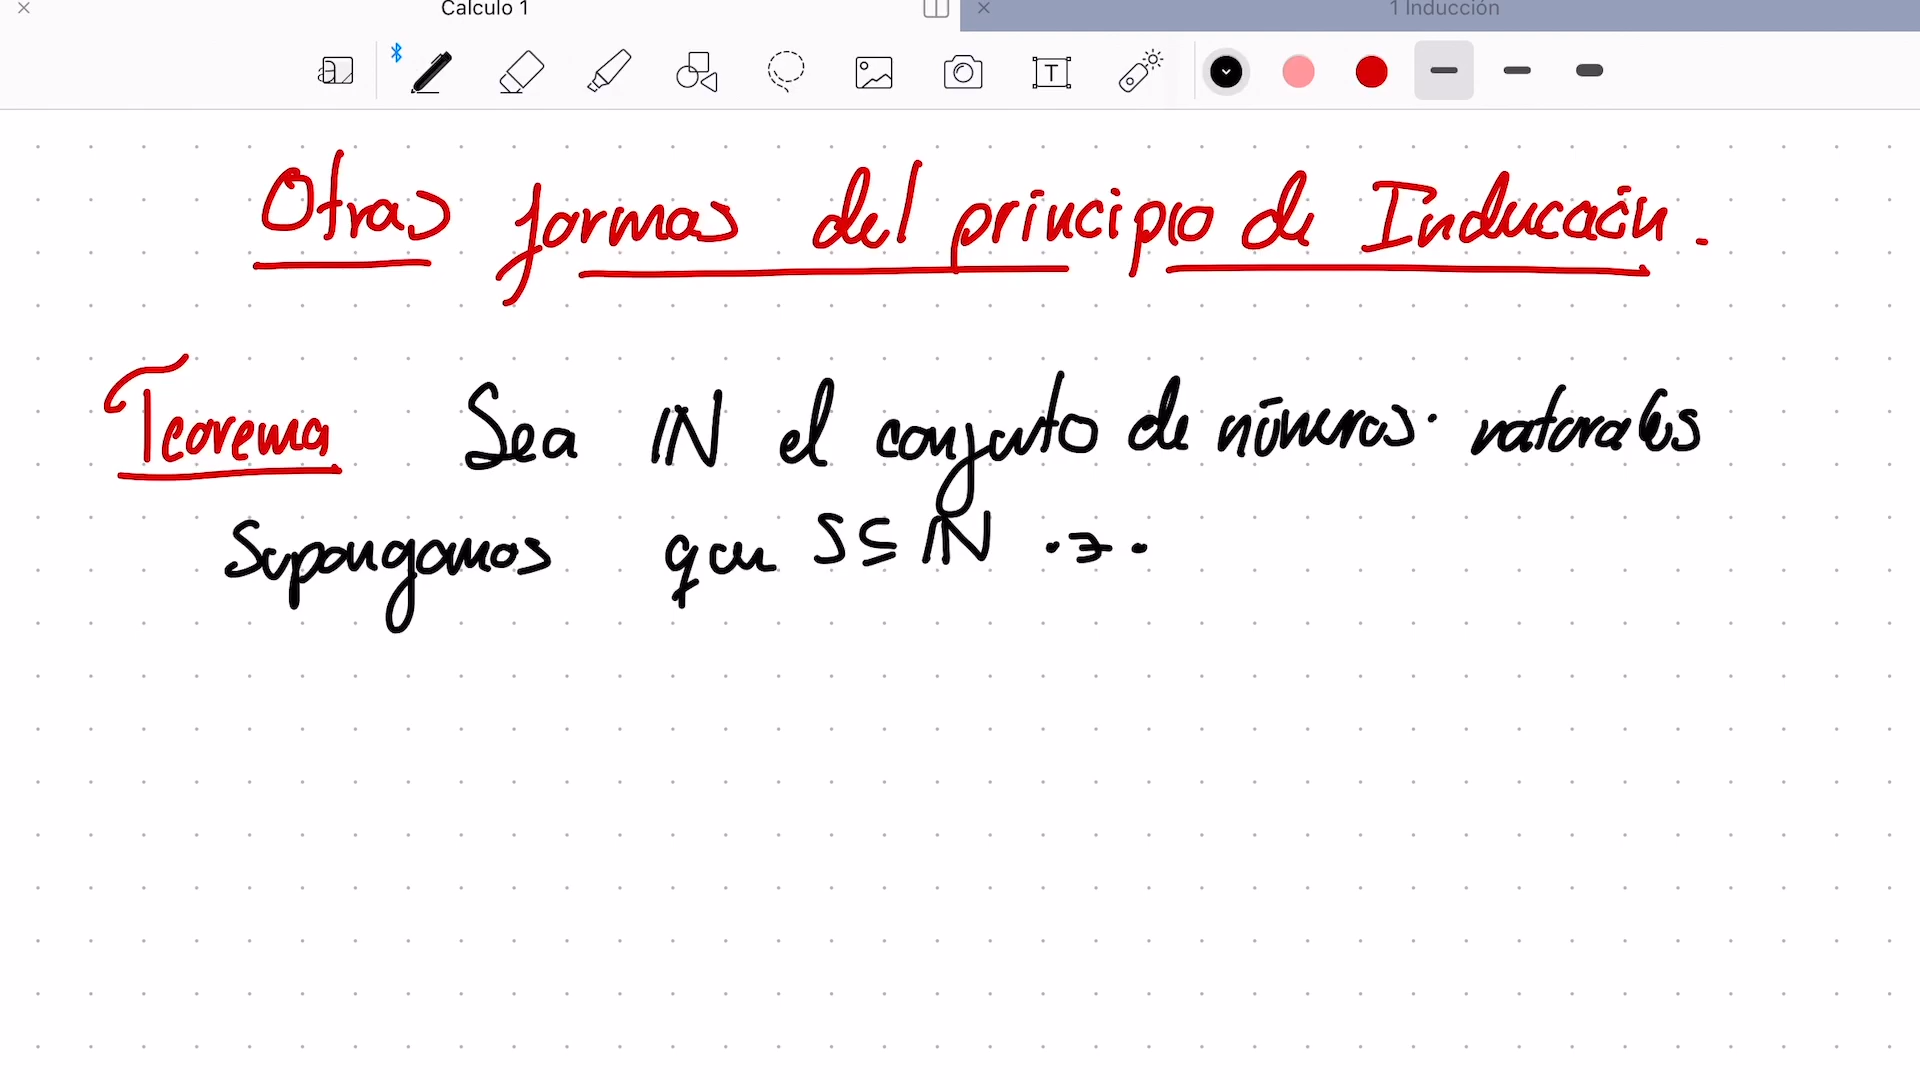 Calculo 1
1 Inducción
Otras formas del principio de Inducción.
Teorema Sea ℕ el conjunto de números naturales
Supongamos que S ⊆ ℕ ·∋·